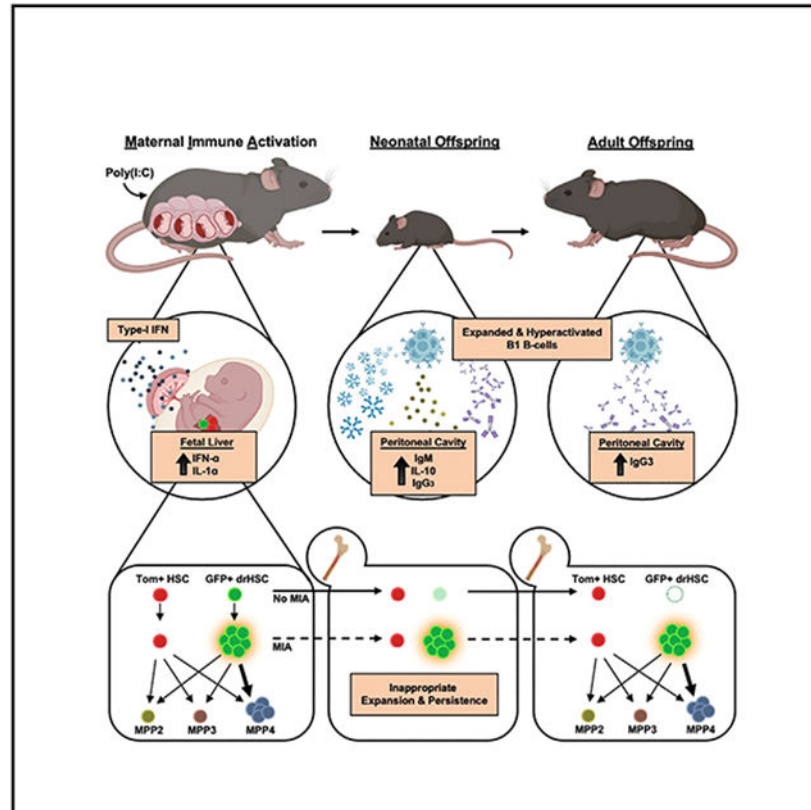 Maternal Immune Activation
Neonatal Offspring
Adult Offspring
Poly(I:C)
Type-I IFN
Expanded & Hyperactivated
B1 B-cells
Fetal Liver
IFN-α
IL-1α
Peritoneal Cavity
IgM
IL-10
IgG3
Peritoneal Cavity
IgG3
Tom+ HSC
GFP+ drHSC
No MIA
MIA
MPP2
MPP3
MPP4
Inappropriate
Expansion & Persistence
Tom+ HSC
GFP+ drHSC
MPP2
MPP3
MPP4